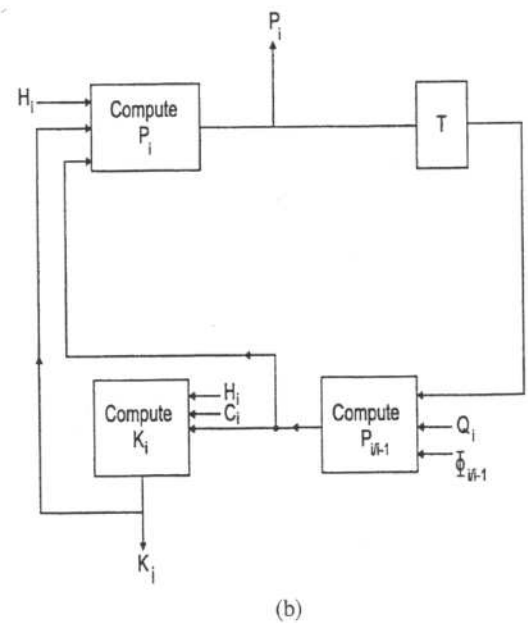 P_i
H_i
Compute
P_i
T
H_i
C_i
Compute
K_i
Compute
P_i/i-1
Q_i
Φ_i/i-1
K_i
(b)